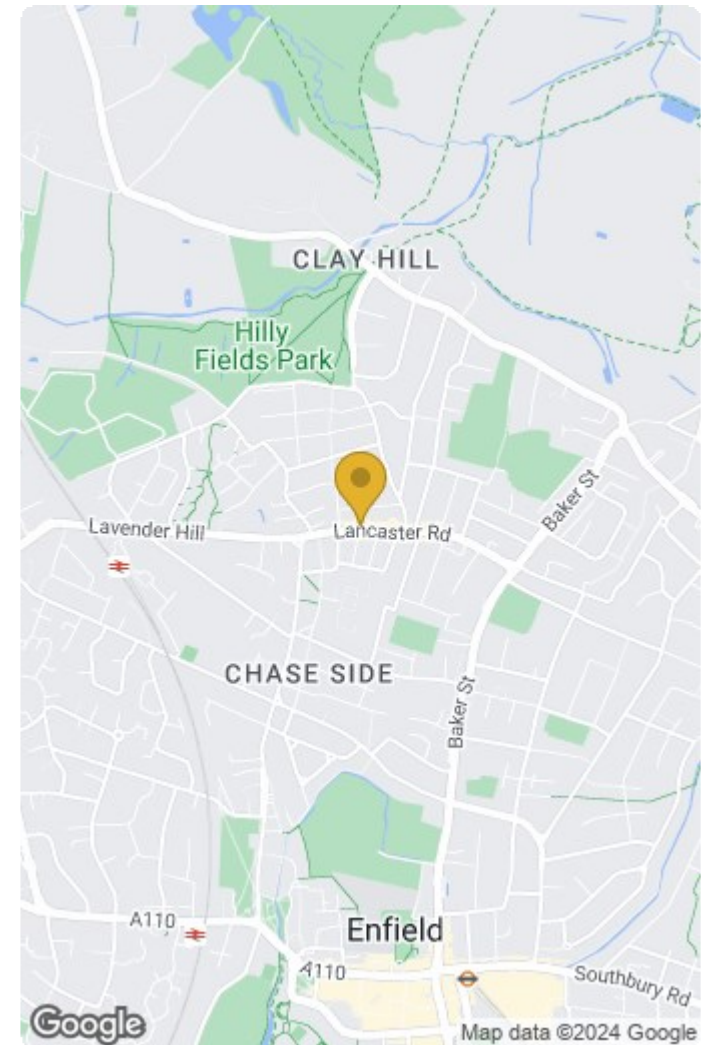 CLAY HILL
Hilly
Fields Park
Baker St
Lavender Hill
Lancaster Rd
CHASE SIDE
Baker St
A110
Enfield
A110
Southbury Rd
Google
Map data ©2024 Google